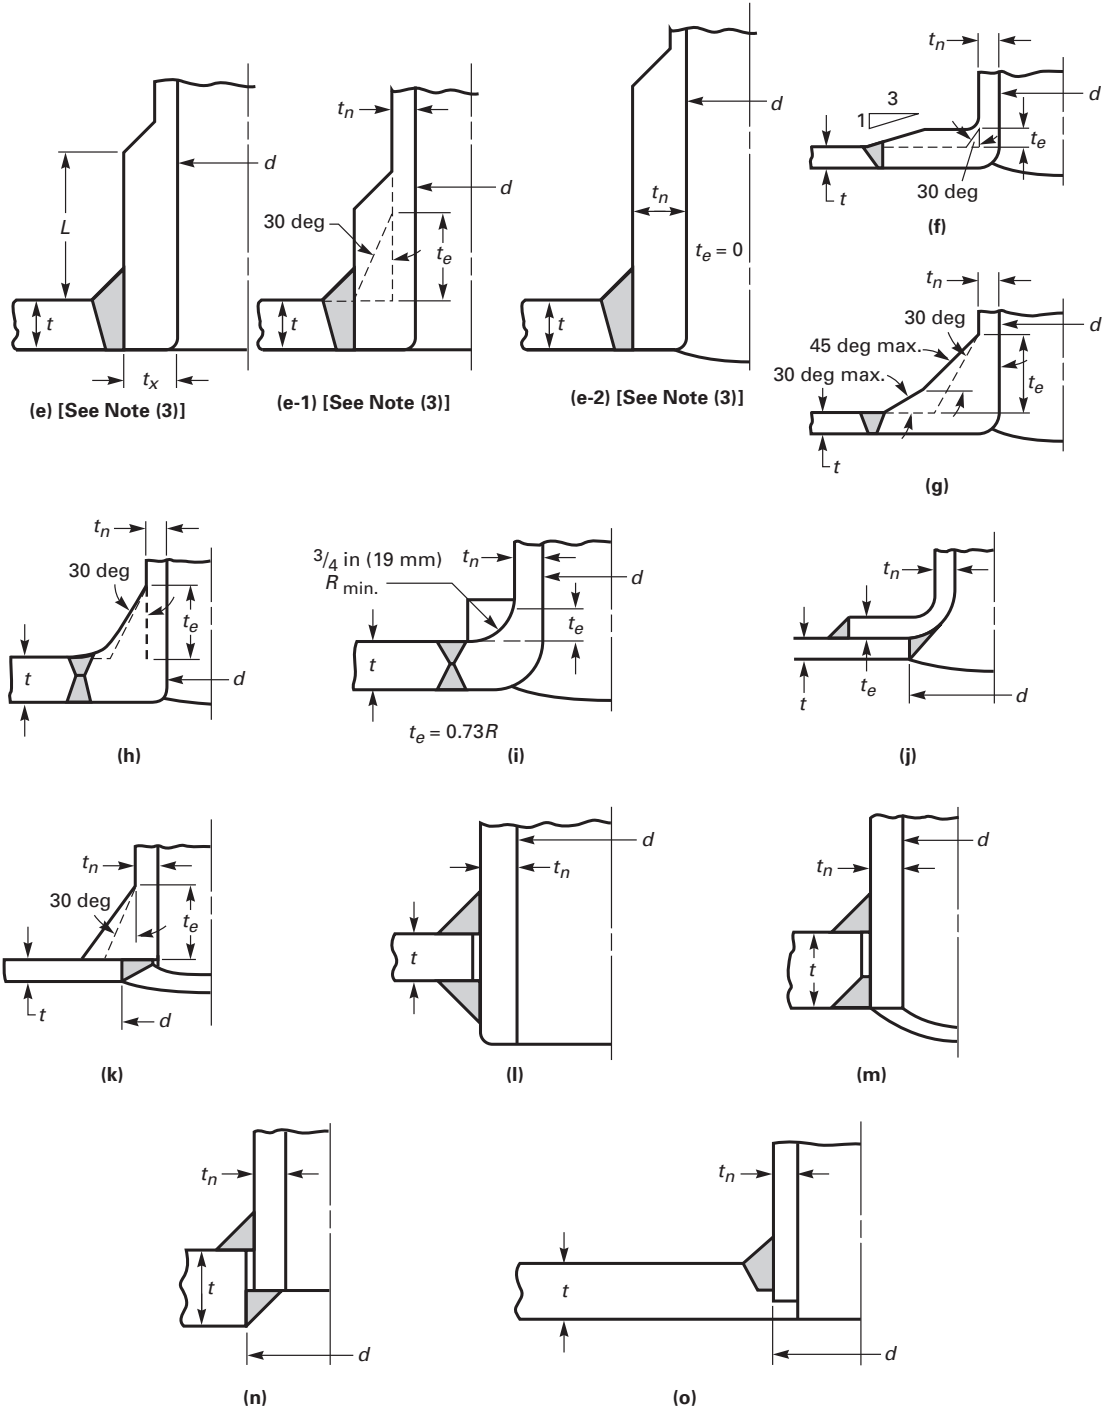 t_n
d
L
t
t_x
(e) [See Note (3)]
t_n
d
30 deg
t_e
t
(e-1) [See Note (3)]
d
t_n
t_e = 0
t
(e-2) [See Note (3)]
t_n
3
1
d
t_e
30 deg
t
(f)
t_n
30 deg
d
45 deg max.
30 deg max.
t_e
t
(g)
t_n
30 deg
t_e
t
d
(h)
3/4 in (19 mm)
R min.
t_n
d
t_e
t
t_e = 0.73R
(i)
t_n
t_e
t
d
(j)
t_n
30 deg
t_e
t
d
(k)
d
t_n
t
(l)
d
t_n
t
(m)
t_n
t
d
(n)
t_n
t
d
(o)